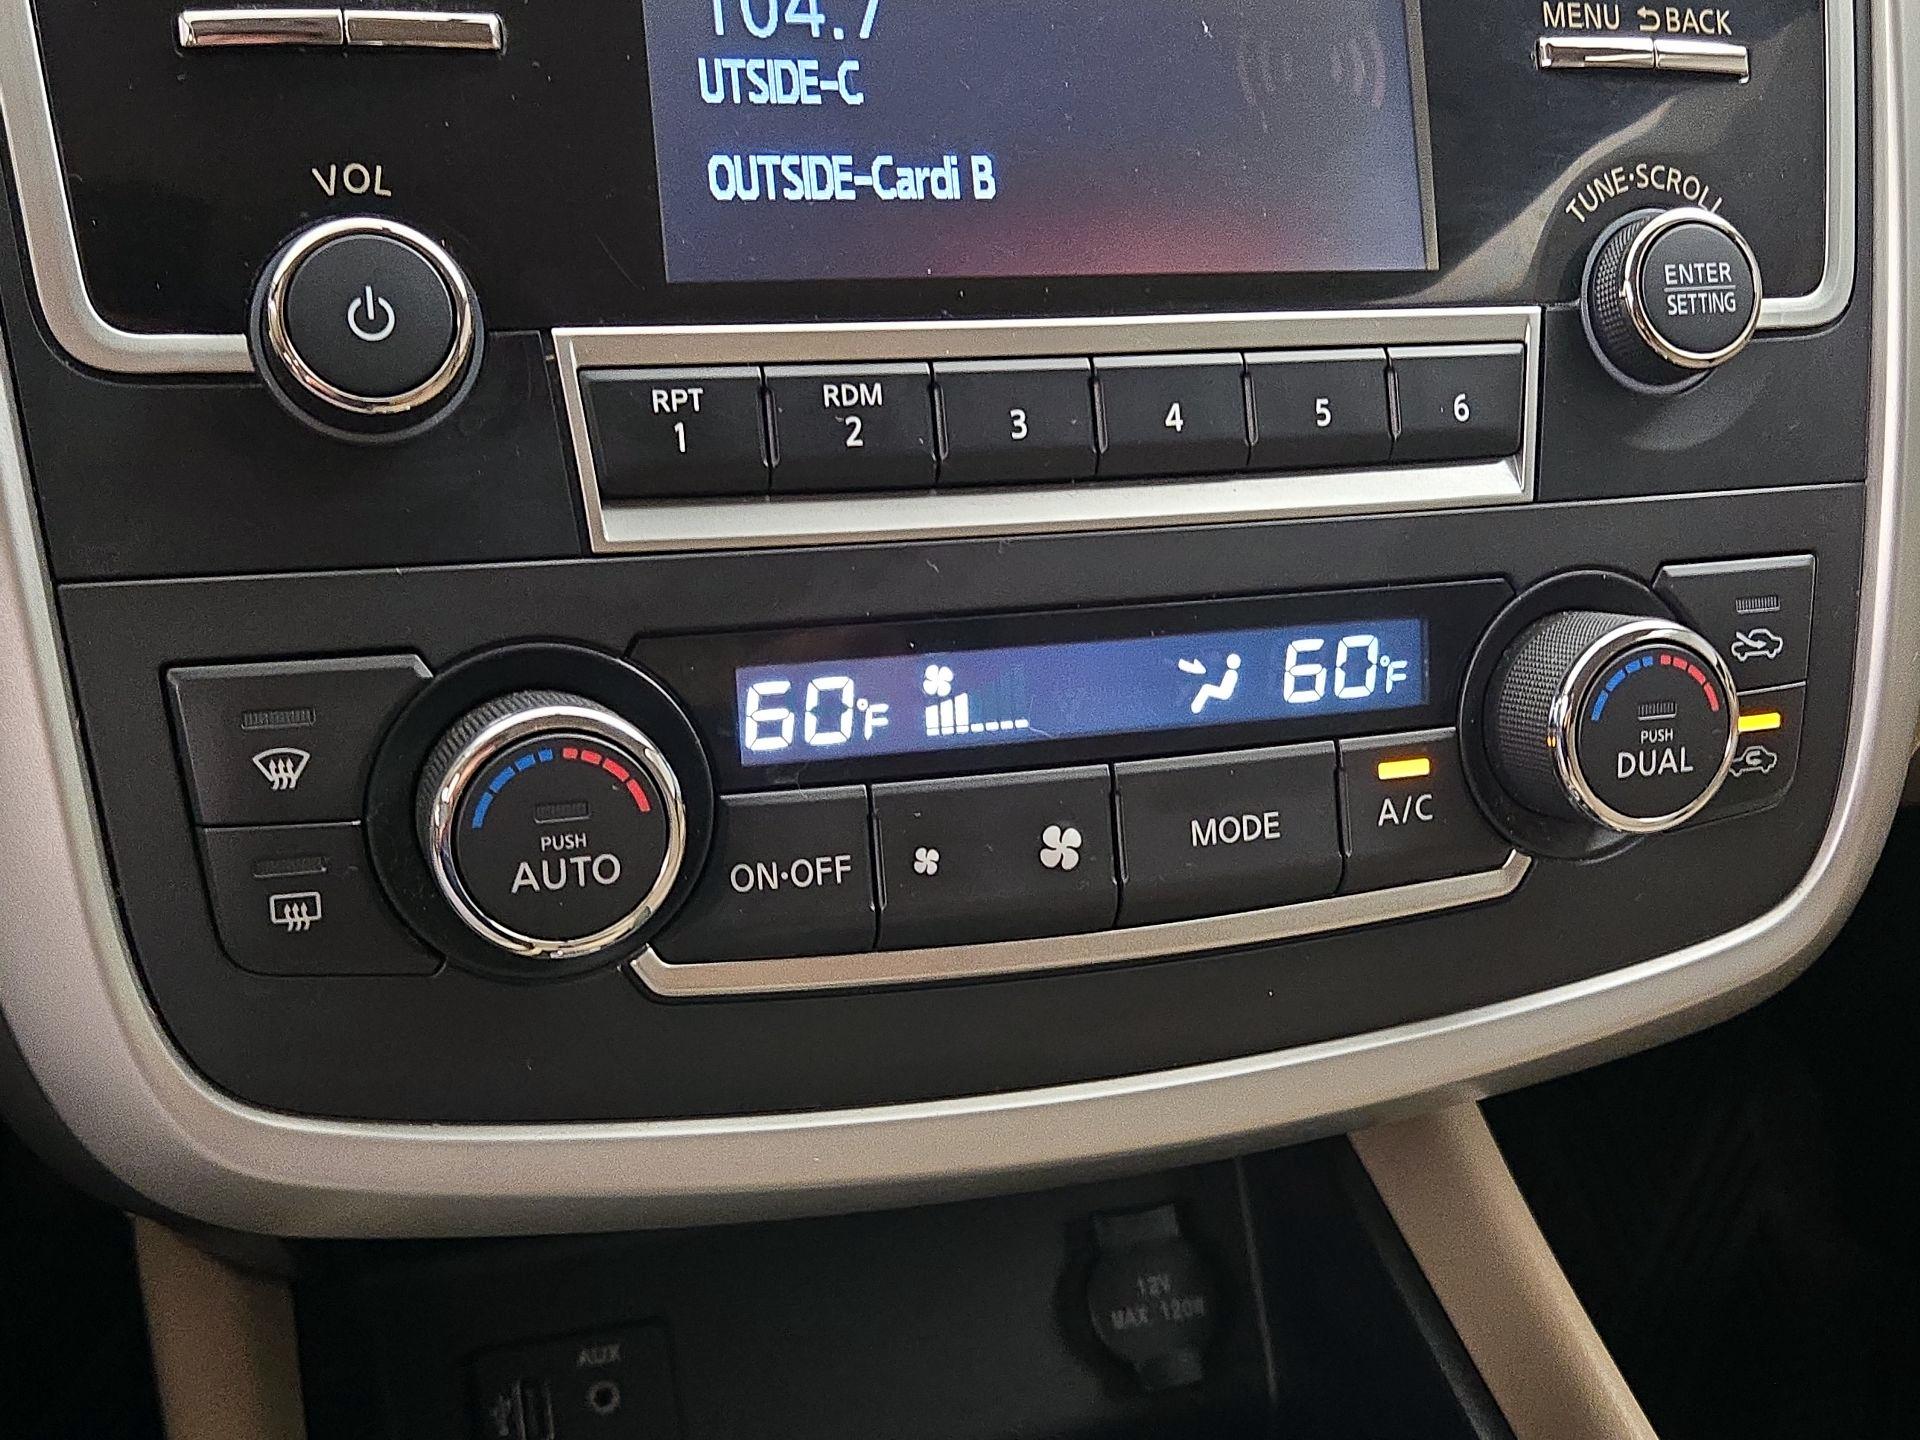 104.7
UTSIDE-C
OUTSIDE-Cardi B
MENU BACK
VOL
TUNE·SCROLL
ENTER
SETTING
RPT
1
RDM
2
3
4
5
6
60°F
60°F
PUSH
AUTO
ON·OFF
MODE
A/C
PUSH
DUAL
12V
MAX 120W
AUX